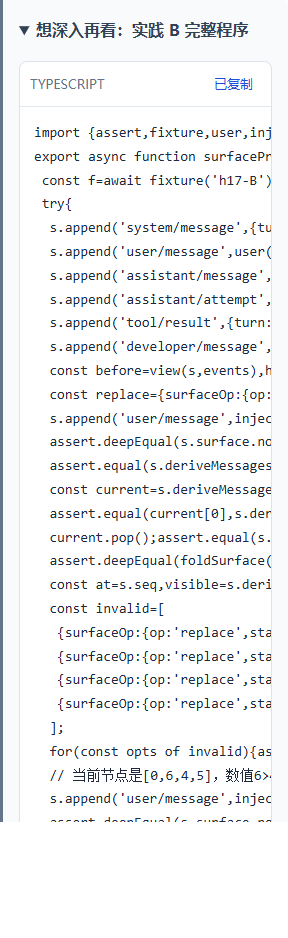 ▼ 想深入再看：实践 B 完整程序
TYPESCRIPT 已复制
import {assert,fixture,user,inj
export async function surfacePr
const f=await fixture('h17-B')
try{
s.append('system/message',{tu
s.append('user/message',user(
s.append('assistant/message',
s.append('assistant/attempt',
s.append('tool/result',{turn:
s.append('developer/message',
const before=view(s,events),h
const replace={surfaceOp:{op:
s.append('user/message',injec
assert.deepEqual(s.surface.no
assert.equal(s.deriveMessages
const current=s.deriveMessage
assert.equal(current[0],s.der
current.pop();assert.equal(s.
assert.deepEqual(foldSurface(
const at=s.seq,visible=s.deri
const invalid=[
{surfaceOp:{op:'replace',sta
{surfaceOp:{op:'replace',sta
{surfaceOp:{op:'replace',sta
{surfaceOp:{op:'replace',sta
];
for(const opts of invalid){as
// 当前节点是[0,6,4,5]，数值6>4
s.append('user/message',injec
assert.deepEqual(s.surface.no